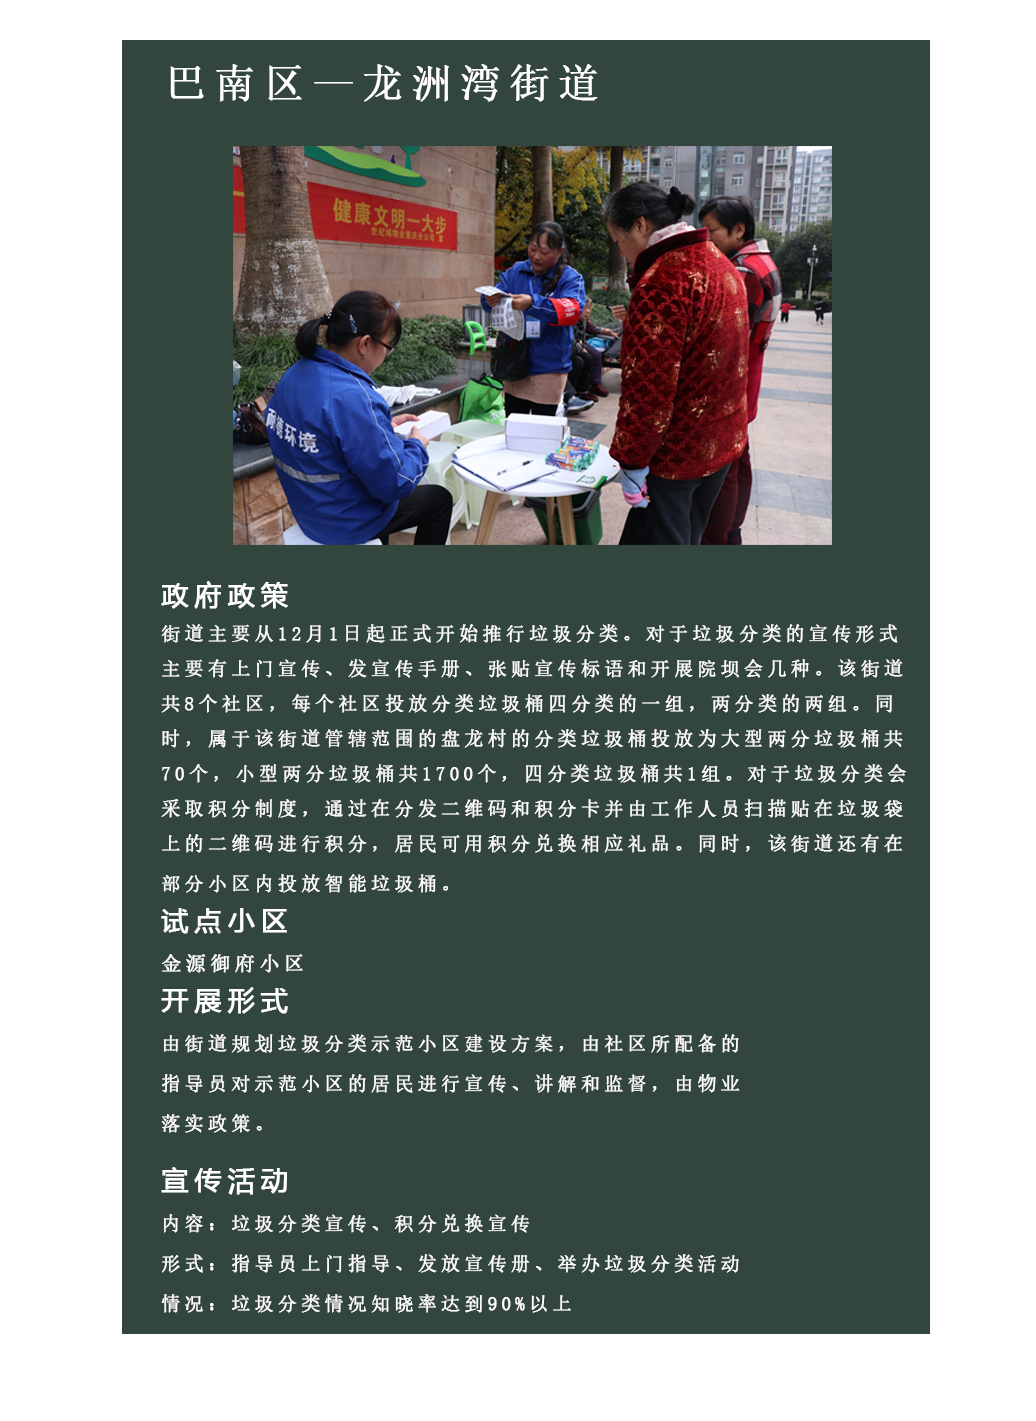 巴南区—龙洲湾街道
健康文明一大步
世纪城物业重庆分公司 宣
耐德环境
政府政策
街道主要从12月1日起正式开始推行垃圾分类。对于垃圾分类的宣传形式
主要有上门宣传、发宣传手册、张贴宣传标语和开展院坝会几种。该街道
共8个社区，每个社区投放分类垃圾桶四分类的一组，两分类的两组。同
时，属于该街道管辖范围的盘龙村的分类垃圾桶投放为大型两分垃圾桶共
70个，小型两分垃圾桶共1700个，四分类垃圾桶共1组。对于垃圾分类会
采取积分制度，通过在分发二维码和积分卡并由工作人员扫描贴在垃圾袋
上的二维码进行积分，居民可用积分兑换相应礼品。同时，该街道还有在
部分小区内投放智能垃圾桶。
试点小区
金源御府小区
开展形式
由街道规划垃圾分类示范小区建设方案，由社区所配备的
指导员对示范小区的居民进行宣传、讲解和监督，由物业
落实政策。
宣传活动
内容：垃圾分类宣传、积分兑换宣传
形式：指导员上门指导、发放宣传册、举办垃圾分类活动
情况：垃圾分类情况知晓率达到90%以上